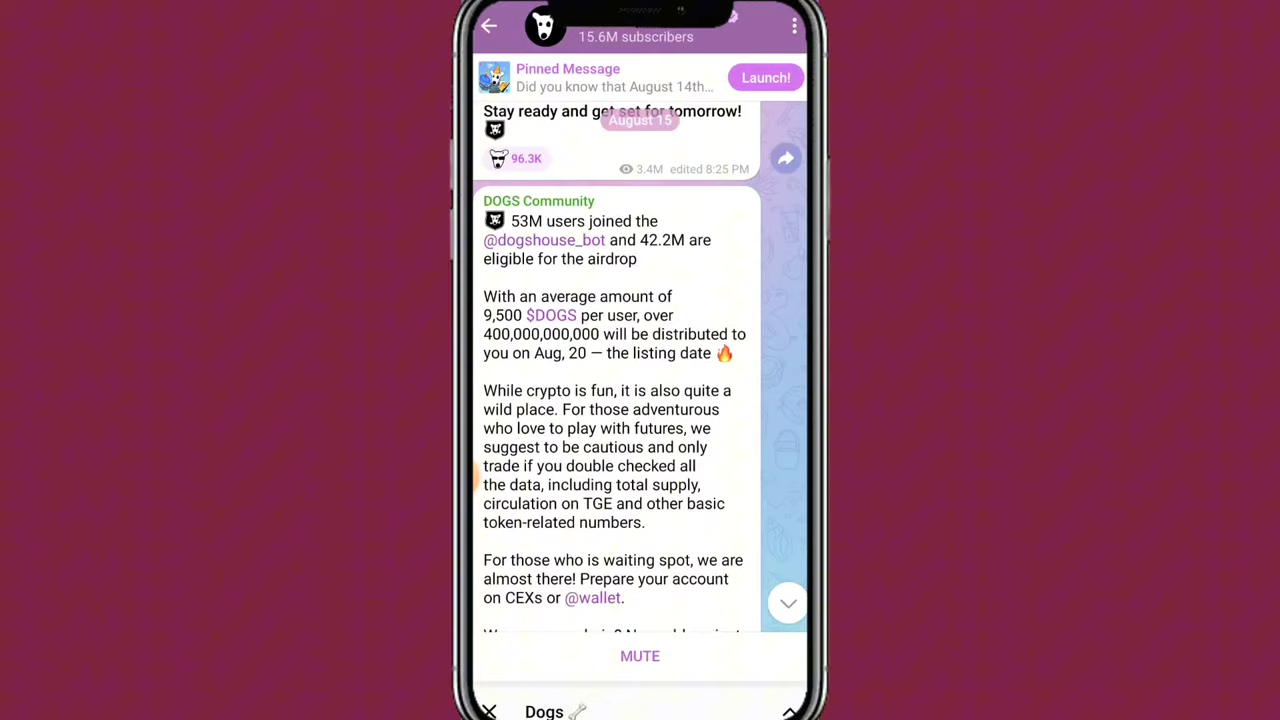 15.6M subscribers
Pinned Message
Did you know that August 14th...
Launch!
Stay ready and get set for tomorrow!
August 15
96.3K
3.4M edited 8:25 PM
DOGS Community
53M users joined the
@dogshouse_bot and 42.2M are
eligible for the airdrop
With an average amount of
9,500 $DOGS per user, over
400,000,000,000 will be distributed to
you on Aug, 20 — the listing date 🔥
While crypto is fun, it is also quite a
wild place. For those adventurous
who love to play with futures, we
suggest to be cautious and only
trade if you double checked all
the data, including total supply,
circulation on TGE and other basic
token-related numbers.
For those who is waiting spot, we are
almost there! Prepare your account
on CEXs or @wallet.
MUTE
Dogs 🦴